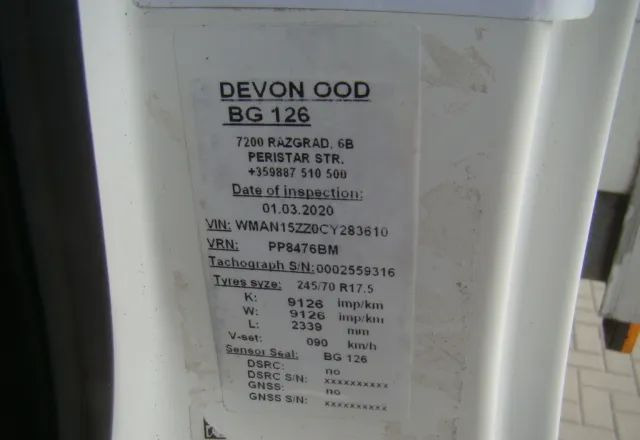 DEVON OOD
BG 126
7200 RAZGRAD, 6B
PERISTAR STR.
+359887 510 500
Date of inspection:
01.03.2020
VIN: WMAN15ZZ0CY283610
VRN: PP8476BM
Tachograph S/N: 0002559316
Tyres syze: 245/70 R17.5
K: 9126 imp/km
W: 9126 imp/km
L: 2339 mm
V-set: 090 km/h
Sensor Seal: BG 126
DSRC: no
DSRC S/N: xxxxxxxxxx
GNSS: no
GNSS S/N: xxxxxxxxxx